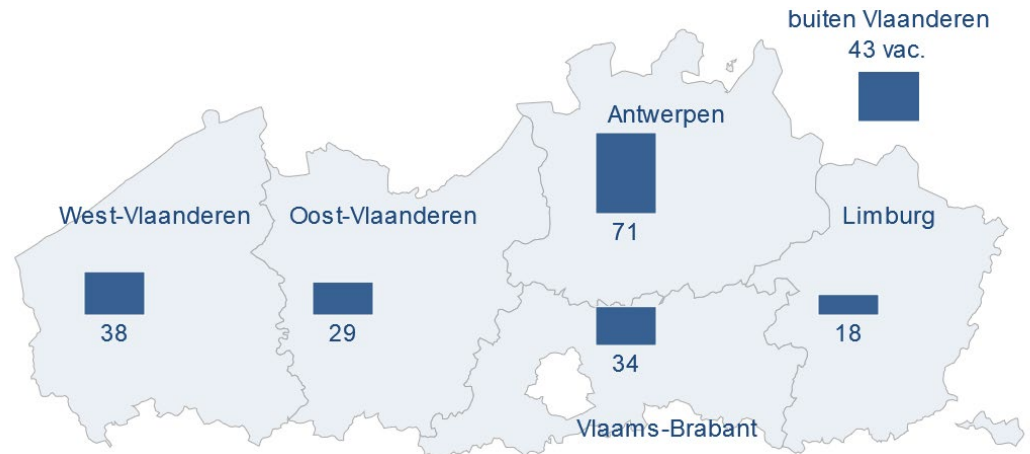 buiten Vlaanderen
43 vac.
Antwerpen
71
West-Vlaanderen
38
Oost-Vlaanderen
29
Limburg
18
34
Vlaams-Brabant